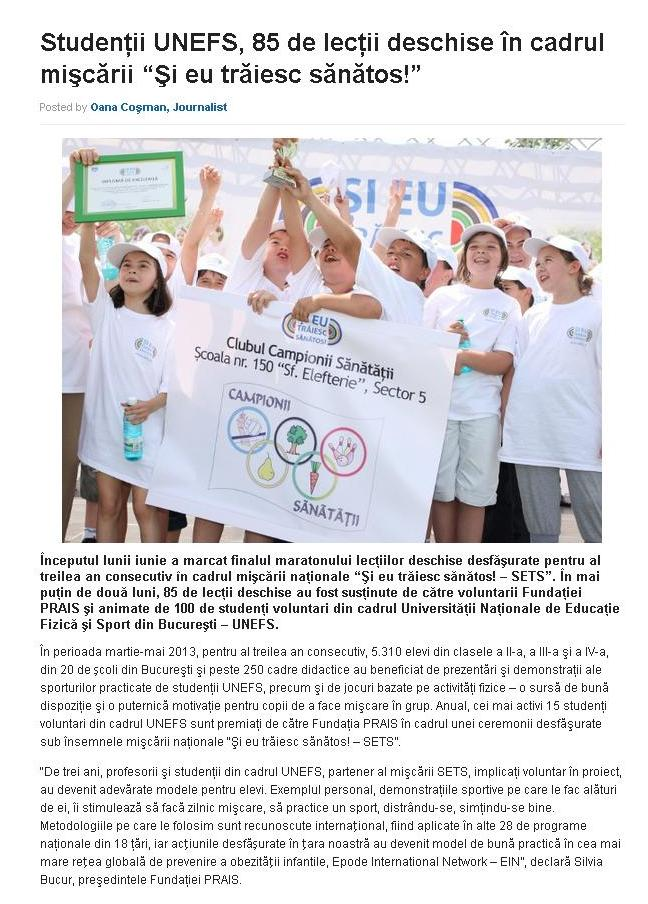 Studenţii UNEFS, 85 de lecţii deschise în cadrul
mişcării “Şi eu trăiesc sănătos!”
Posted by Oana Coşman, Journalist
DIPLOMĂ DE EXCELENŢĂ
ŞI EU
TRĂIESC
EU
TRĂIESC
SĂNĂTOS!
Clubul Campionii Sănătăţii
Şcoala nr. 150 “Sf. Elefterie”, Sector 5
CAMPIONII
SĂNĂTĂŢII
Începutul lunii iunie a marcat finalul maratonului lecţiilor deschise desfăşurate pentru al
treilea an consecutiv în cadrul mişcării naţionale “Şi eu trăiesc sănătos! – SETS”. În mai
puţin de două luni, 85 de lecţii deschise au fost susţinute de către voluntarii Fundaţiei
PRAIS şi animate de 100 de studenţi voluntari din cadrul Universităţii Naţionale de Educaţie
Fizică şi Sport din Bucureşti – UNEFS.
În perioada martie-mai 2013, pentru al treilea an consecutiv, 5.310 elevi din clasele a II-a, a III-a şi a IV-a,
din 20 de şcoli din Bucureşti şi peste 250 cadre didactice au beneficiat de prezentări şi demonstraţii ale
sporturilor practicate de studenţii UNEFS, precum şi de jocuri bazate pe activităţi fizice – o sursă de bună
dispoziţie şi o puternică motivaţie pentru copii de a face mişcare în grup. Anual, cei mai activi 15 studenţi
voluntari din cadrul UNEFS sunt premiaţi de către Fundaţia PRAIS în cadrul unei ceremonii desfăşurate
sub însemnele mişcării naţionale “Şi eu trăiesc sănătos! – SETS”.
“De trei ani, profesorii şi studenţii din cadrul UNEFS, partener al mişcării SETS, implicaţi voluntar în proiect,
au devenit adevărate modele pentru elevi. Exemplul personal, demonstraţiile sportive pe care le fac alături
de ei, îi stimulează să facă zilnic mişcare, să practice un sport, distrându-se, simţindu-se bine.
Metodologiile pe care le folosim sunt recunoscute internaţional, fiind aplicate în alte 28 de programe
naţionale din 18 ţări, iar acţiunile desfăşurate în ţara noastră au devenit model de bună practică în cea mai
mare reţea globală de prevenire a obezităţii infantile, Epode International Network – EIN”, declară Silvia
Bucur, preşedintele Fundaţiei PRAIS.